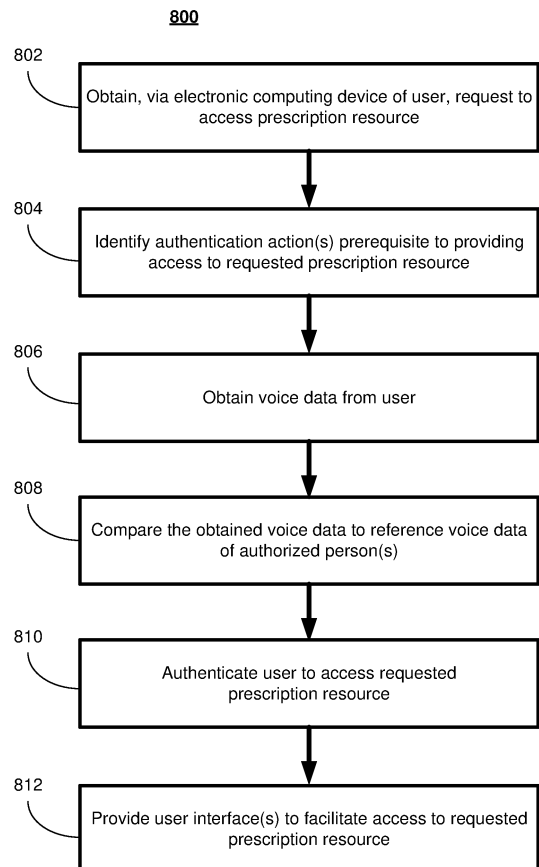 800
802
Obtain, via electronic computing device of user, request to
access prescription resource
804
Identify authentication action(s) prerequisite to providing
access to requested prescription resource
806
Obtain voice data from user
808
Compare the obtained voice data to reference voice data
of authorized person(s)
810
Authenticate user to access requested
prescription resource
812
Provide user interface(s) to facilitate access to requested
prescription resource